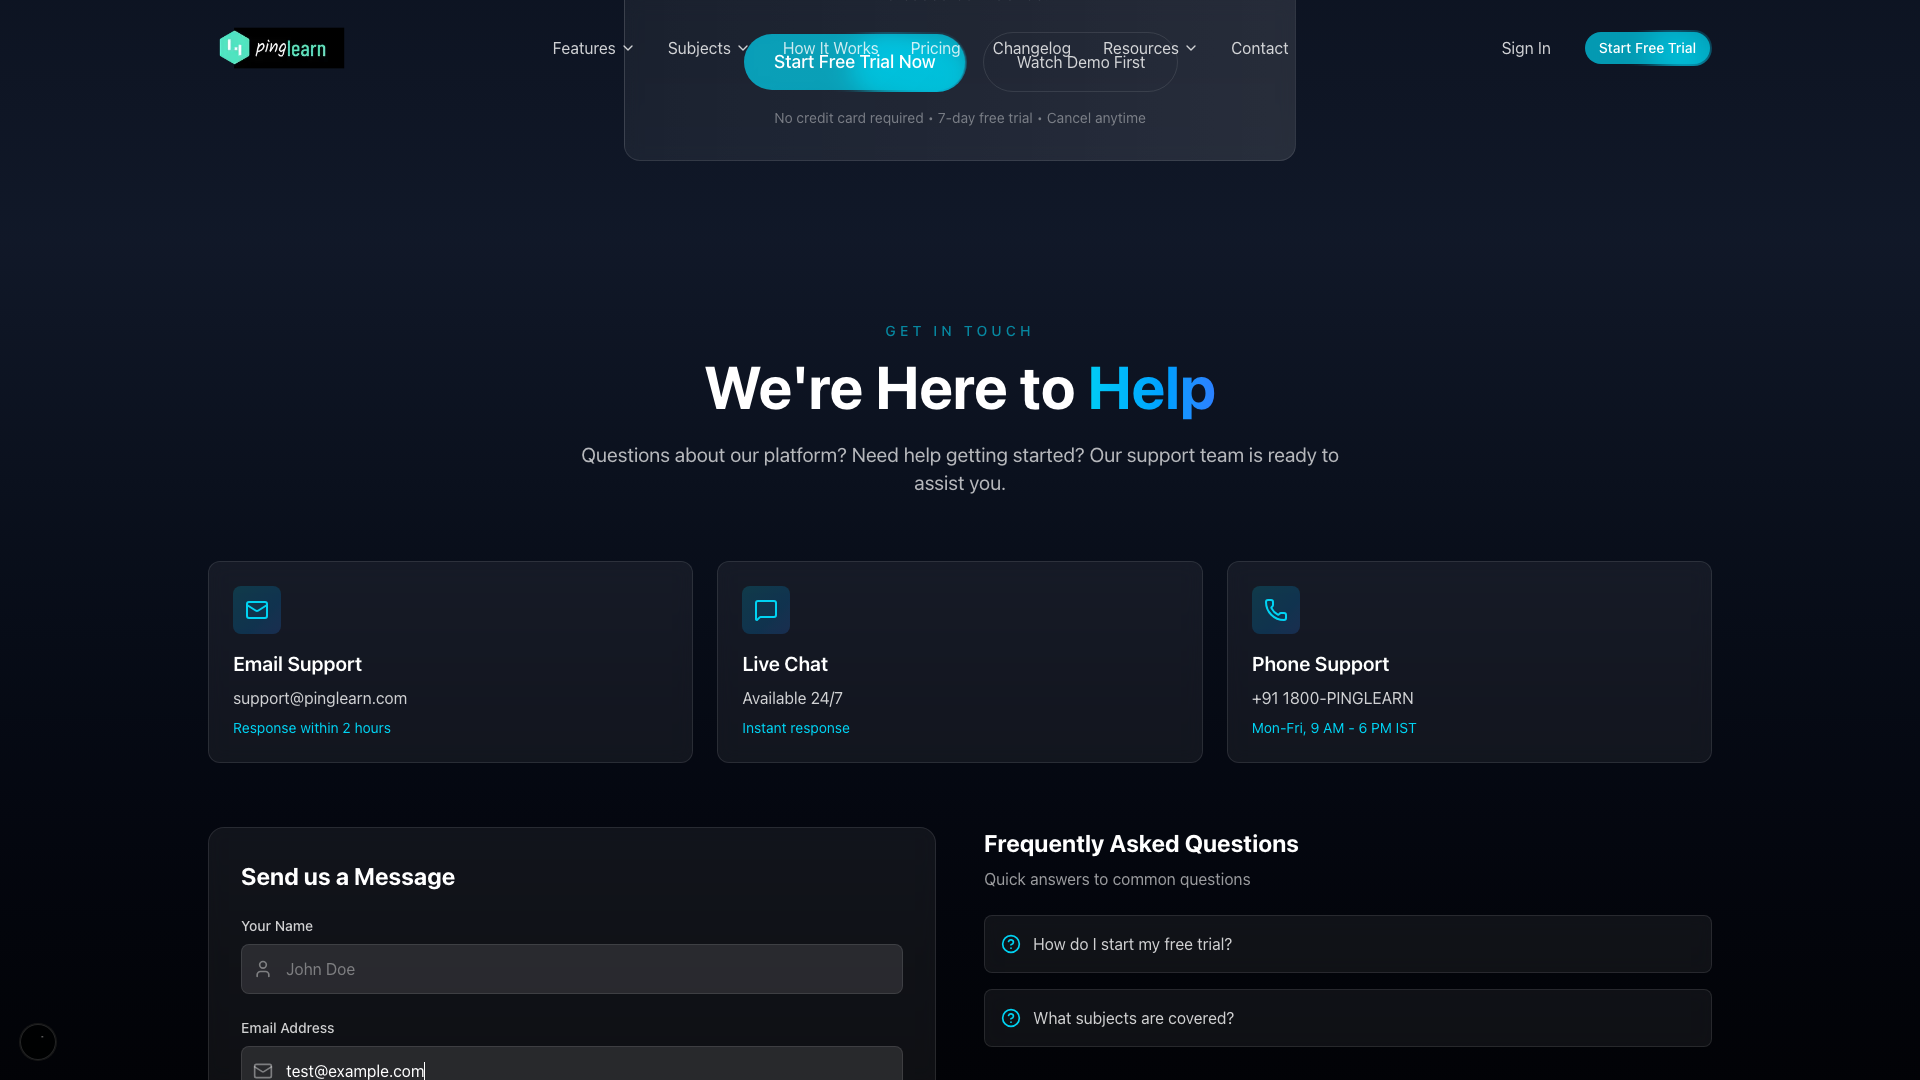 pinglearn
Features
Subjects
How It Works
Pricing
Changelog
Resources
Contact
Sign In
Start Free Trial
Start Free Trial Now
Watch Demo First
No credit card required • 7-day free trial • Cancel anytime
GET IN TOUCH
We're Here to Help
Questions about our platform? Need help getting started? Our support team is ready to
assist you.
Email Support
support@pinglearn.com
Response within 2 hours
Live Chat
Available 24/7
Instant response
Phone Support
+91 1800-PINGLEARN
Mon-Fri, 9 AM - 6 PM IST
Send us a Message
Your Name
John Doe
Email Address
test@example.com
Frequently Asked Questions
Quick answers to common questions
How do I start my free trial?
What subjects are covered?